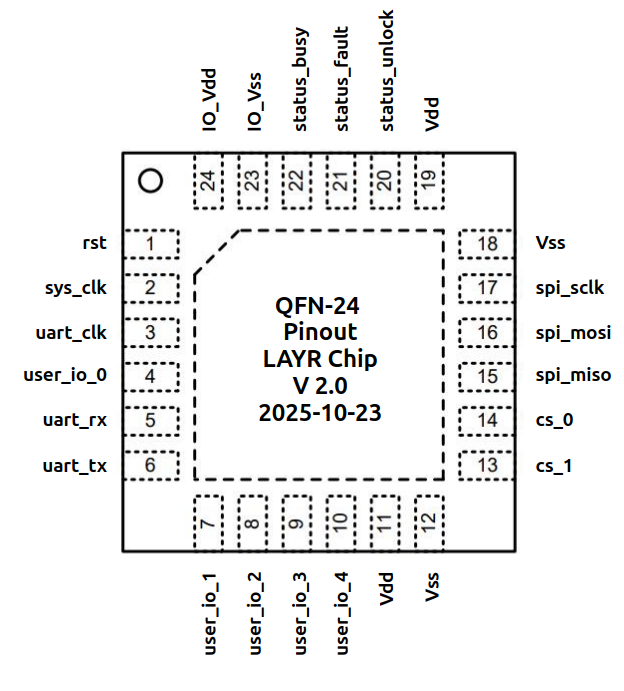 IO_Vdd
IO_Vss
status_busy
status_fault
status_unlock
Vdd
24
23
22
21
20
19
rst 1
sys_clk 2
uart_clk 3
user_io_0 4
uart_rx 5
uart_tx 6
QFN-24
Pinout
LAYR Chip
V 2.0
2025-10-23
18 Vss
17 spi_sclk
16 spi_mosi
15 spi_miso
14 cs_0
13 cs_1
7
8
9
10
11
12
user_io_1
user_io_2
user_io_3
user_io_4
Vdd
Vss